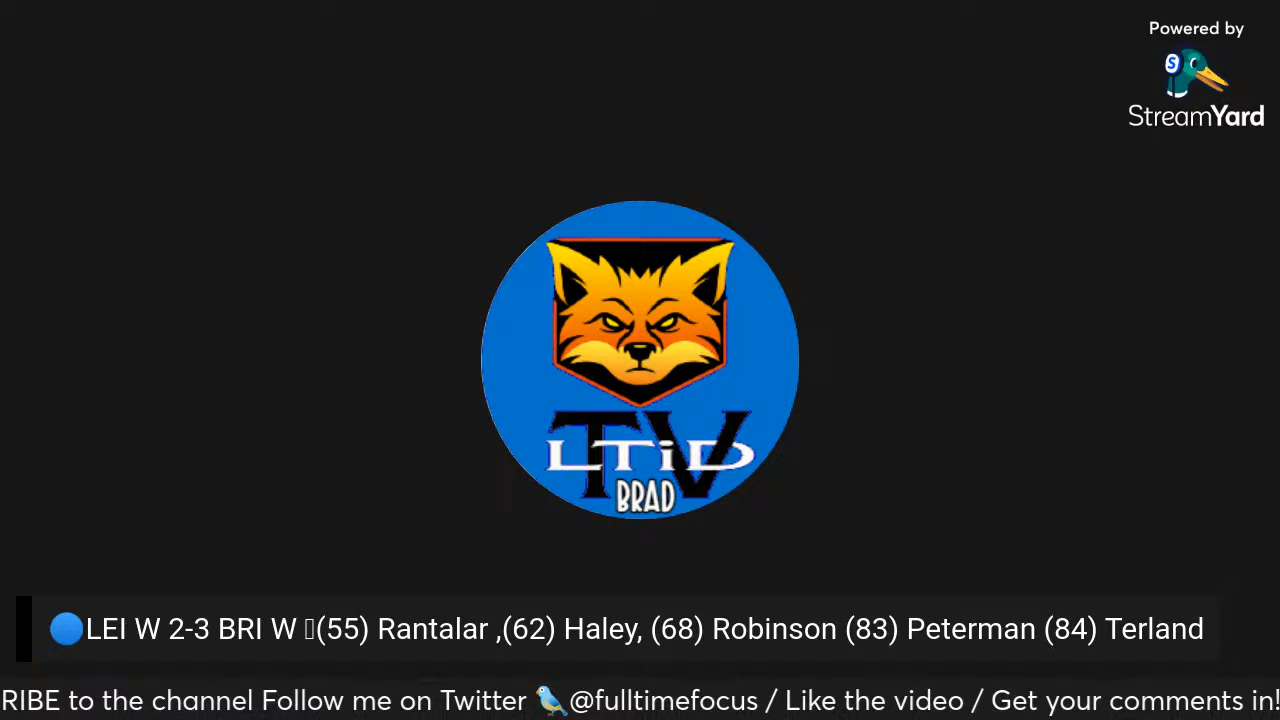 Powered by
S
StreamYard
TV
LTiD
BRAD
🔵LEI W 2-3 BRI W ▯(55) Rantalar ,(62) Haley, (68) Robinson (83) Peterman (84) Terland
RIBE to the channel Follow me on Twitter 🐦@fulltimefocus / Like the video / Get your comments in!